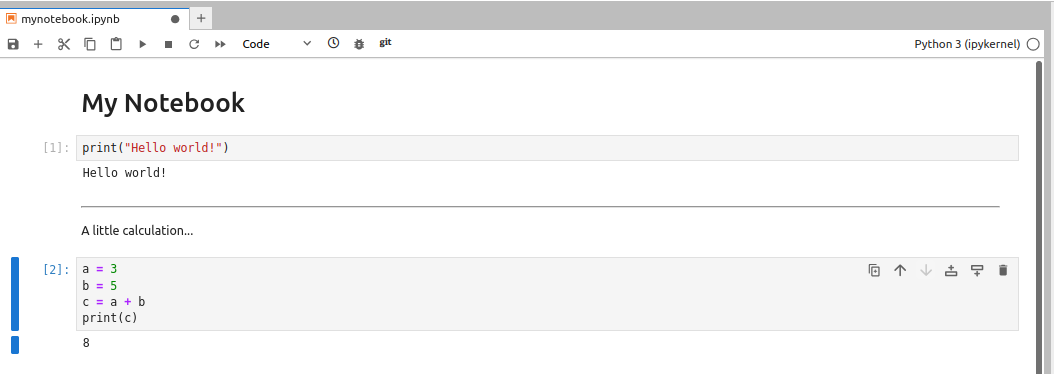 mynotebook.ipynb
Code
git
Python 3 (ipykernel)
My Notebook
[1]: print("Hello world!")
Hello world!
A little calculation...
[2]: a = 3
b = 5
c = a + b
print(c)
8